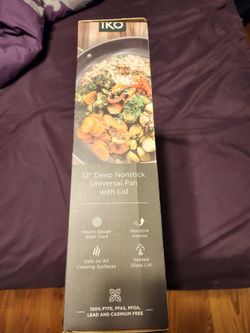 IKO
12" Deep Nonstick
Universal Pan
with Lid
Heavy Gauge
Steel Core
Nonstick
Interior
Safe on All
Cooking Surfaces
Vented
Glass Lid
100% PTFE, PFAS, PFOA,
LEAD AND CADMIUM FREE